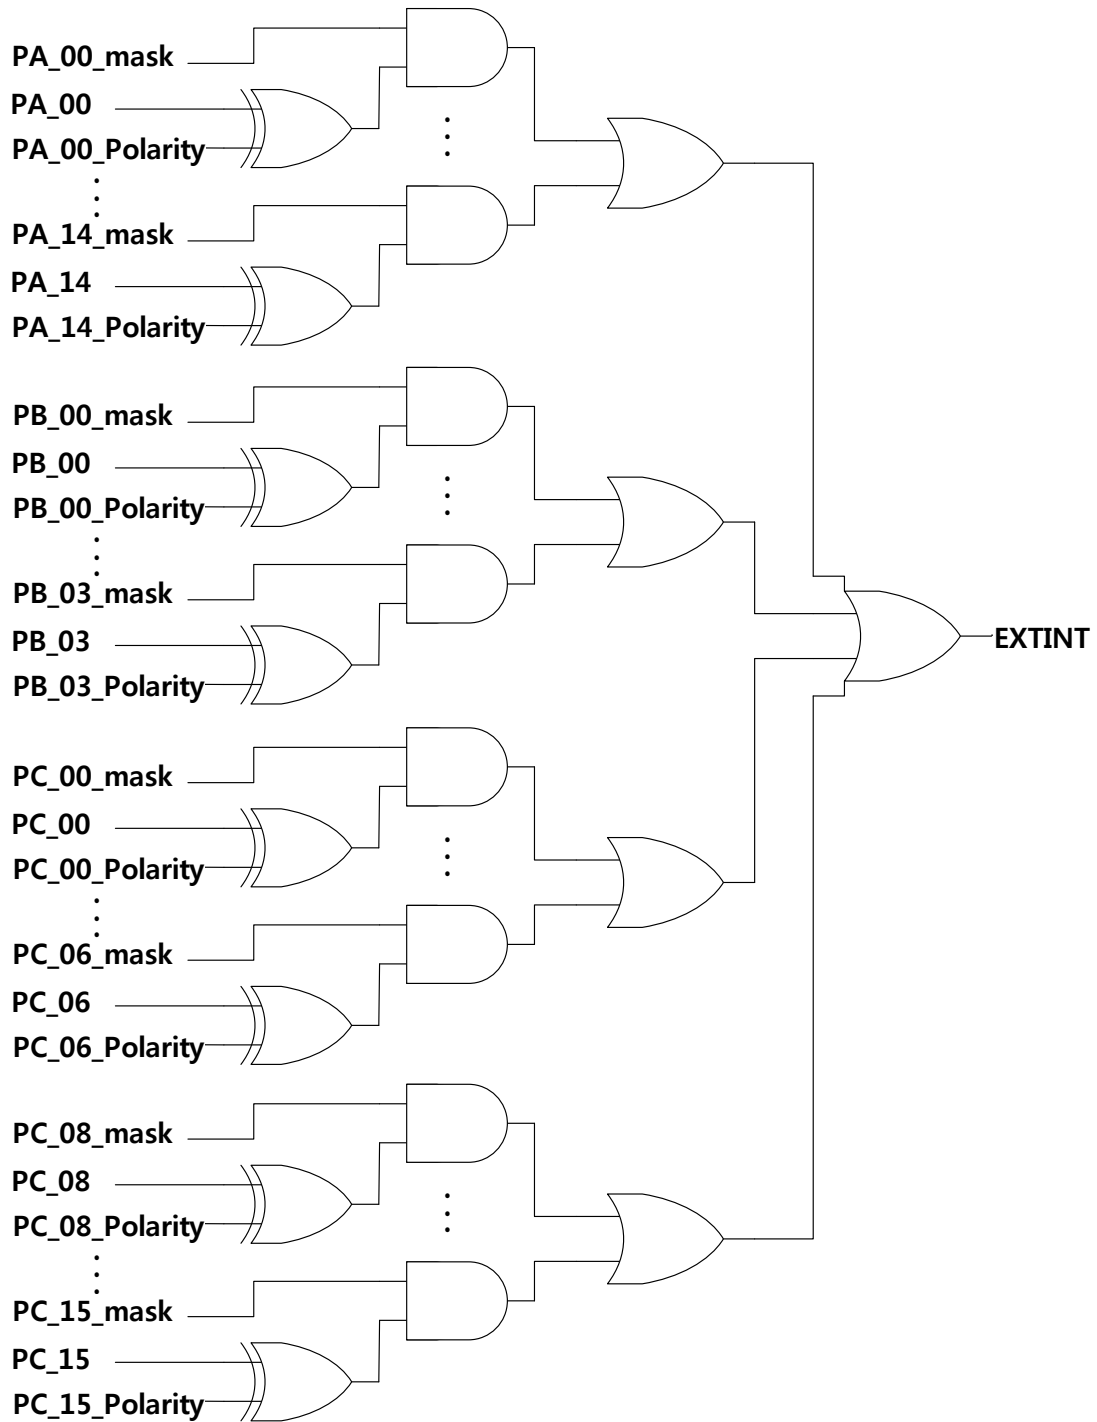 PA_00_mask
PA_00
PA_00_Polarity
PA_14_mask
PA_14
PA_14_Polarity
PB_00_mask
PB_00
PB_00_Polarity
PB_03_mask
PB_03
PB_03_Polarity
EXTINT
PC_00_mask
PC_00
PC_00_Polarity
PC_06_mask
PC_06
PC_06_Polarity
PC_08_mask
PC_08
PC_08_Polarity
PC_15_mask
PC_15
PC_15_Polarity